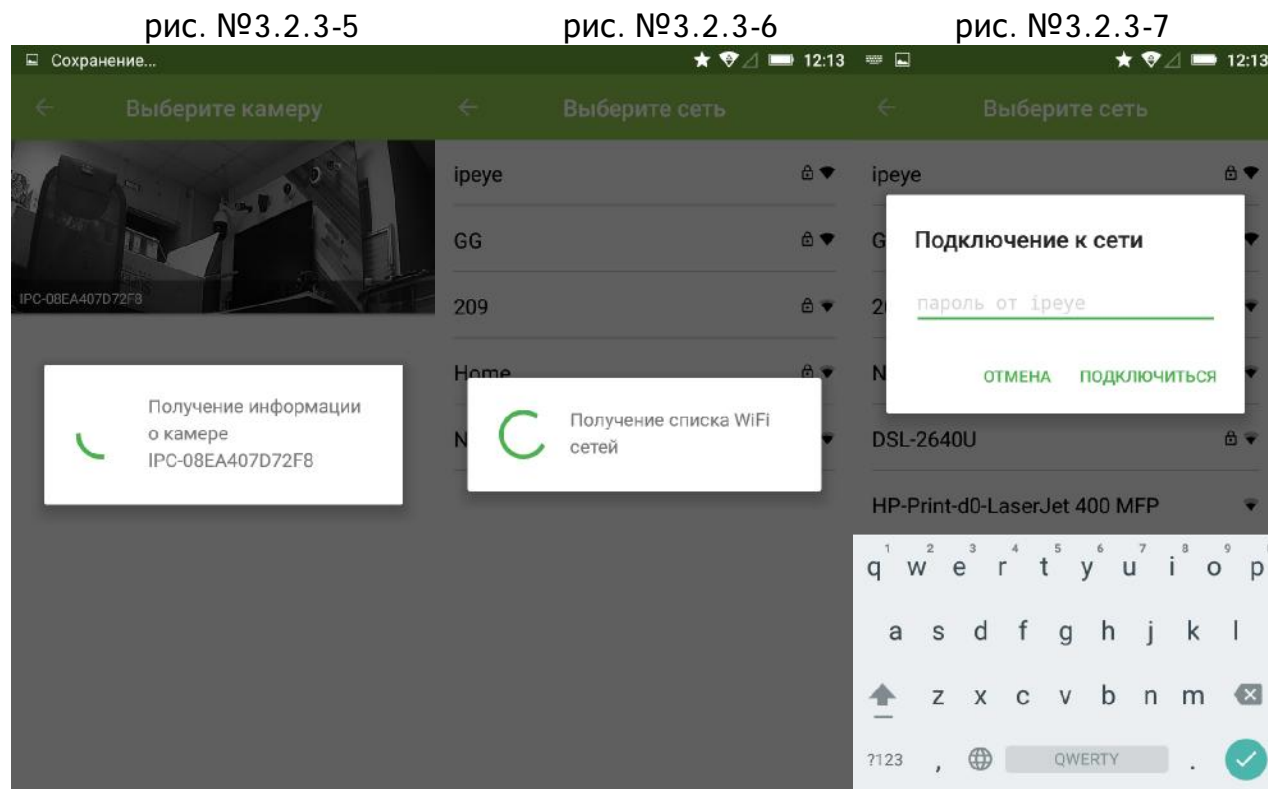 рис. №3.2.3-5
рис. №3.2.3-6
рис. №3.2.3-7
Сохранение...
Выберите камеру
IPC-08EA407D72F8
Получение информации
о камере
IPC-08EA407D72F8
12:13
Выберите сеть
ipeye
GG
209
Home
N
Получение списка WiFi
сетей
12:13
Выберите сеть
ipeye
G
Подключение к сети
2
пароль от ipeye
N
ОТМЕНА ПОДКЛЮЧИТЬСЯ
DSL-2640U
HP-Print-d0-LaserJet 400 MFP
1 2 3 4 5 6 7 8 9
q w e r t y u i o p
a s d f g h j k l
z x c v b n m
?123 , QWERTY .